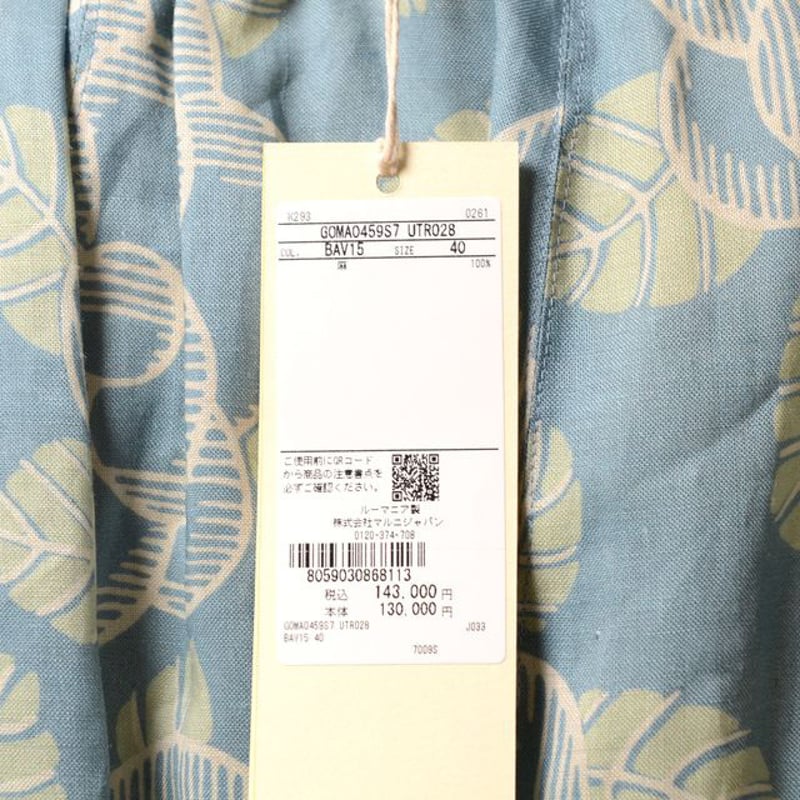 K293 0261
GOMA0459S7 UTR028
COL. BAV15 SIZE 40
麻 100%
ご使用前にQRコード
から商品の注意書点を
必ずご確認ください。
ルーマニア製
株式会社マルニジャパン
0120-374-708
8059030868113
税込 143,000円
本体 130,000円
GOMA0459S7 UTR028 J033
BAV15 40
7009S